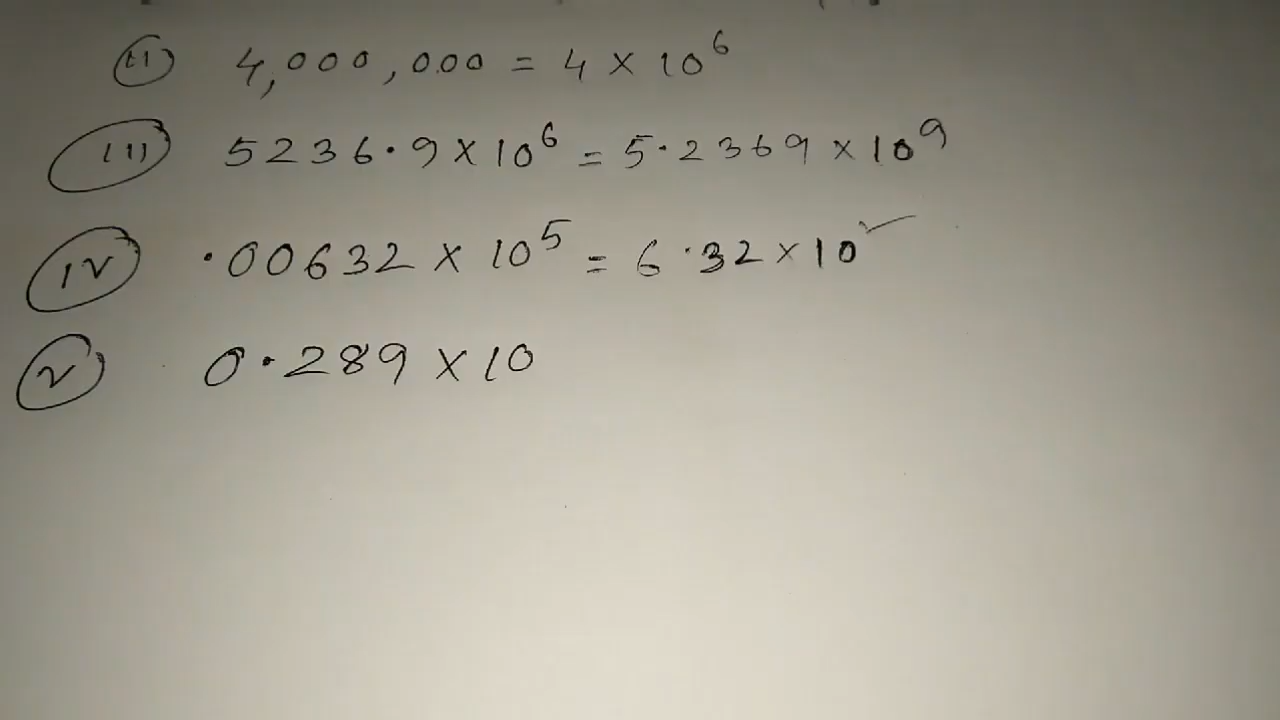 (ii) 4,000,000 = 4 × 10⁶
(iii) 5236.9 × 10⁶ = 5.2369 × 10⁹
(iv) .00632 × 10⁵ = 6.32 × 10
(v) 0.289 × 10